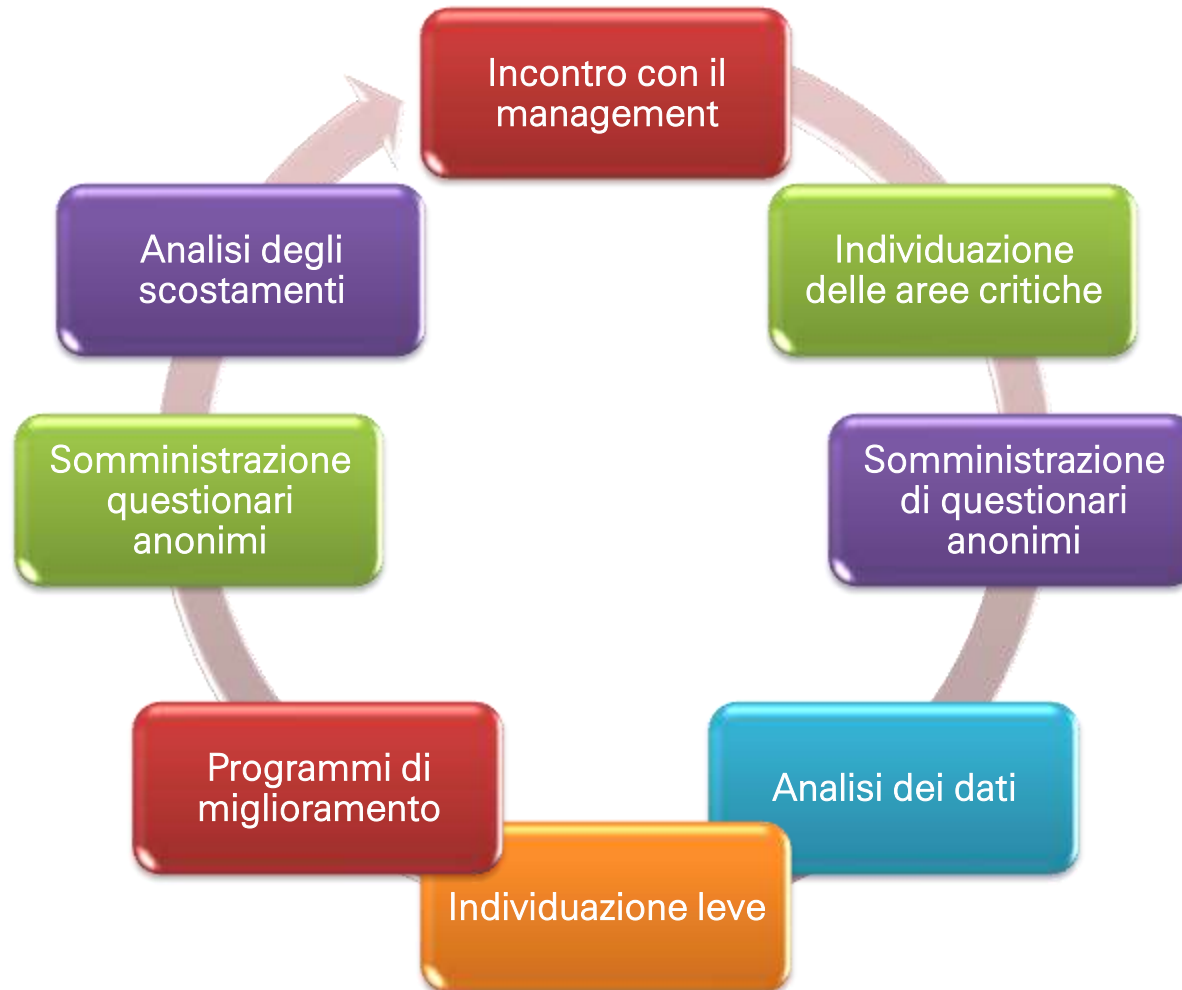 Incontro con il
management
Individuazione
delle aree critiche
Somministrazione
di questionari
anonimi
Analisi dei dati
Individuazione leve
Programmi di
miglioramento
Somministrazione
questionari
anonimi
Analisi degli
scostamenti